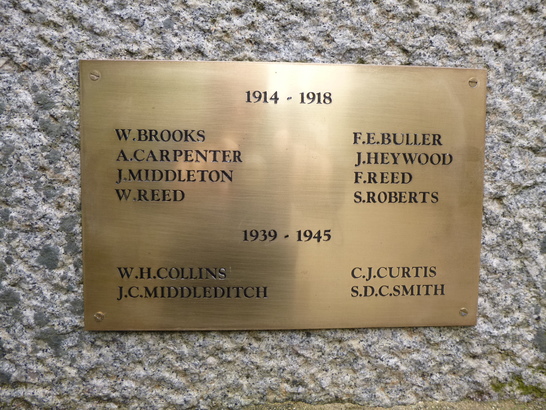 1914 - 1918
W.BROOKS F.E.BULLER
A.CARPENTER J.HEYWOOD
J.MIDDLETON F.REED
W.REED S.ROBERTS
1939 - 1945
W.H.COLLINS C.J.CURTIS
J.C.MIDDLEDITCH S.D.C.SMITH